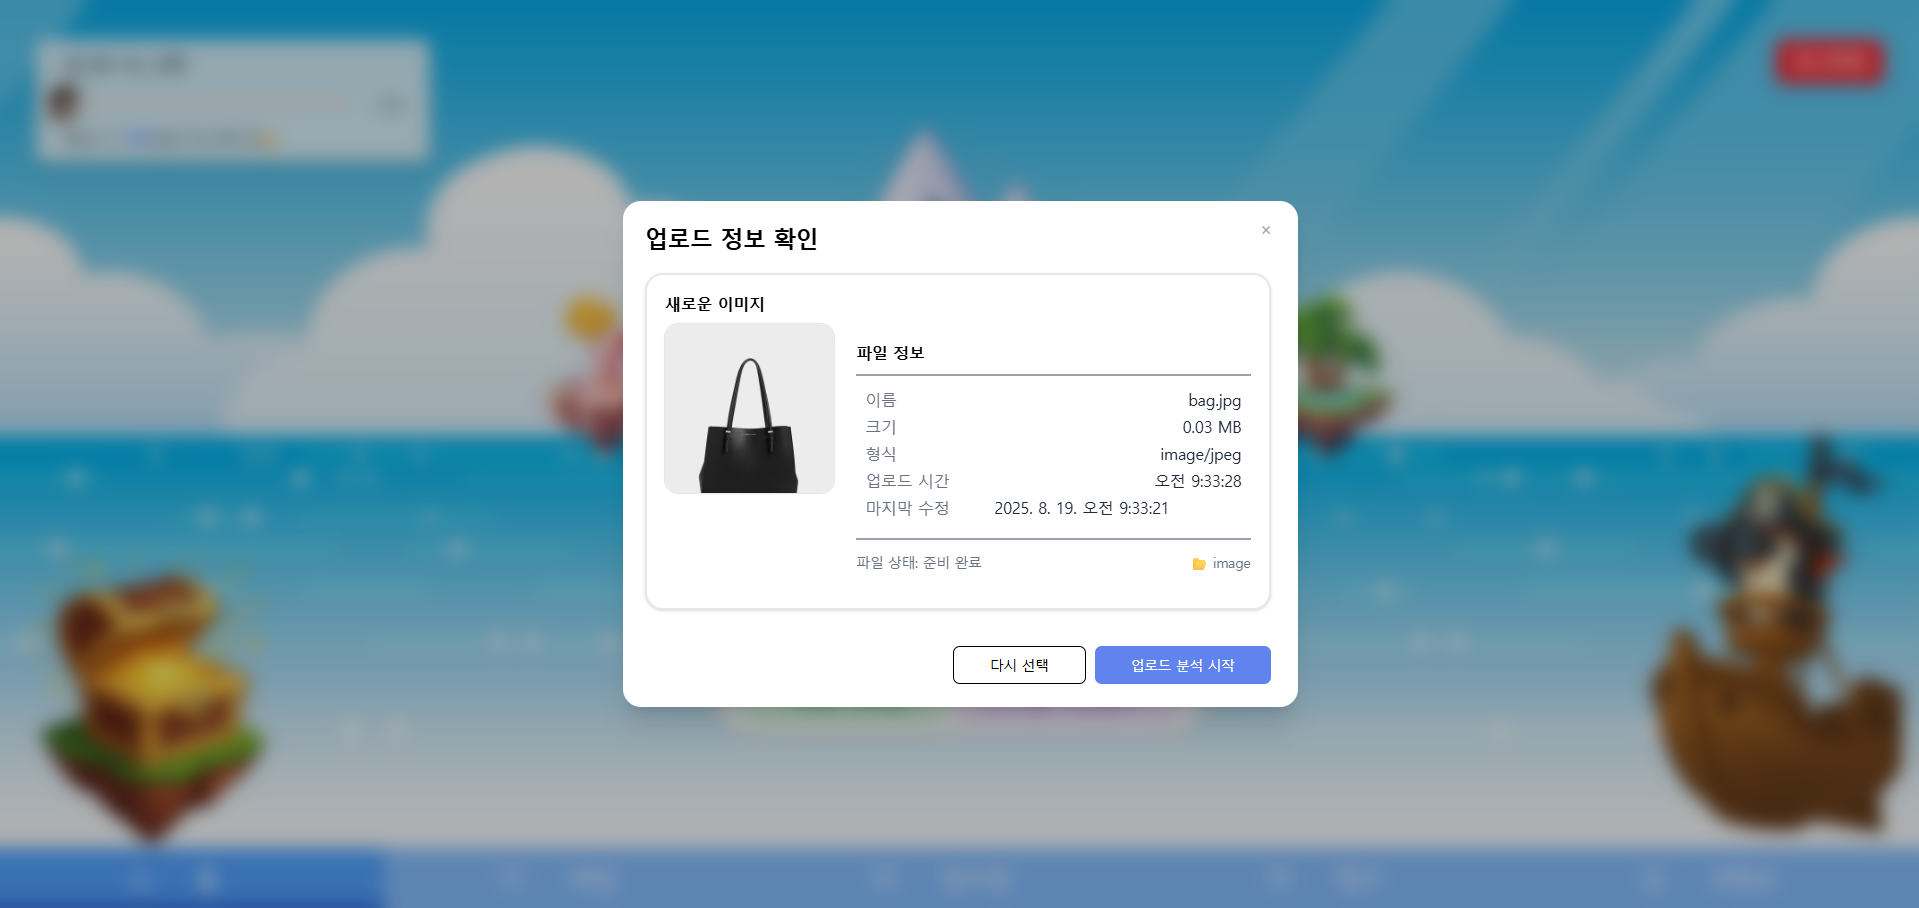 업로드 정보 확인
×
새로운 이미지
파일 정보
이름 bag.jpg
크기 0.03 MB
형식 image/jpeg
업로드 시간 오전 9:33:28
마지막 수정 2025. 8. 19. 오전 9:33:21
파일 상태: 준비 완료 image
다시 선택 업로드 분석 시작